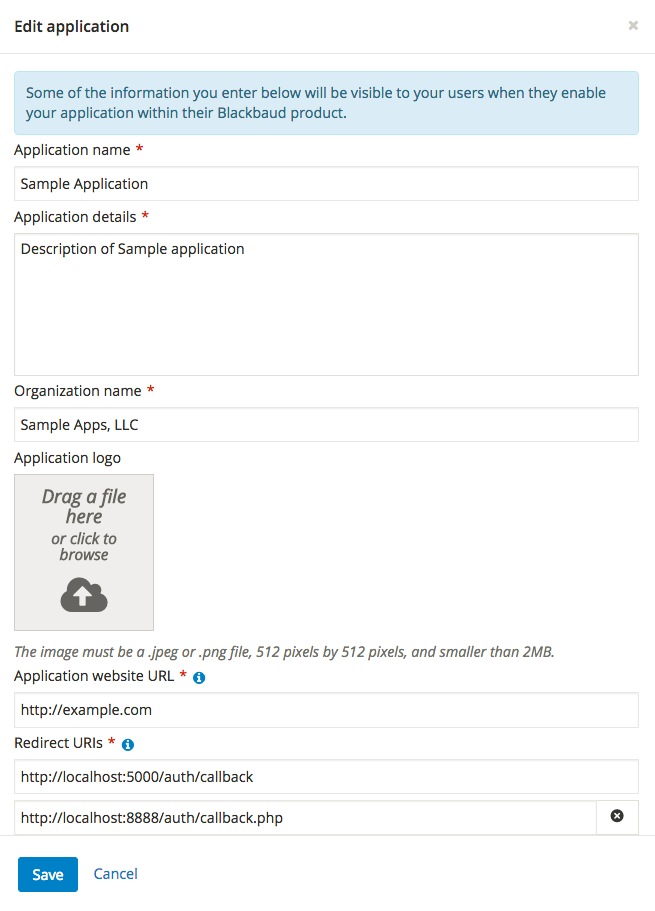 Edit application
Some of the information you enter below will be visible to your users when they enable
your application within their Blackbaud product.
Application name *
Sample Application
Application details *
Description of Sample application
Organization name *
Sample Apps, LLC
Application logo
Drag a file
here
or click to
browse
The image must be a .jpeg or .png file, 512 pixels by 512 pixels, and smaller than 2MB.
Application website URL *
http://example.com
Redirect URIs *
http://localhost:5000/auth/callback
http://localhost:8888/auth/callback.php
Save Cancel